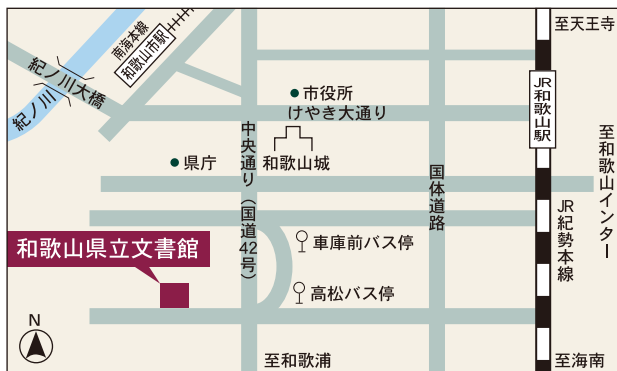 至天王寺
南海本線
和歌山市駅
紀ノ川大橋
紀ノ川
市役所
けやき大通り
JR和歌山駅
中央通り（国道42号）
県庁
和歌山城
国体道路
至和歌山インター
JR紀勢本線
和歌山県立文書館
車庫前バス停
高松バス停
N
至和歌浦
至海南